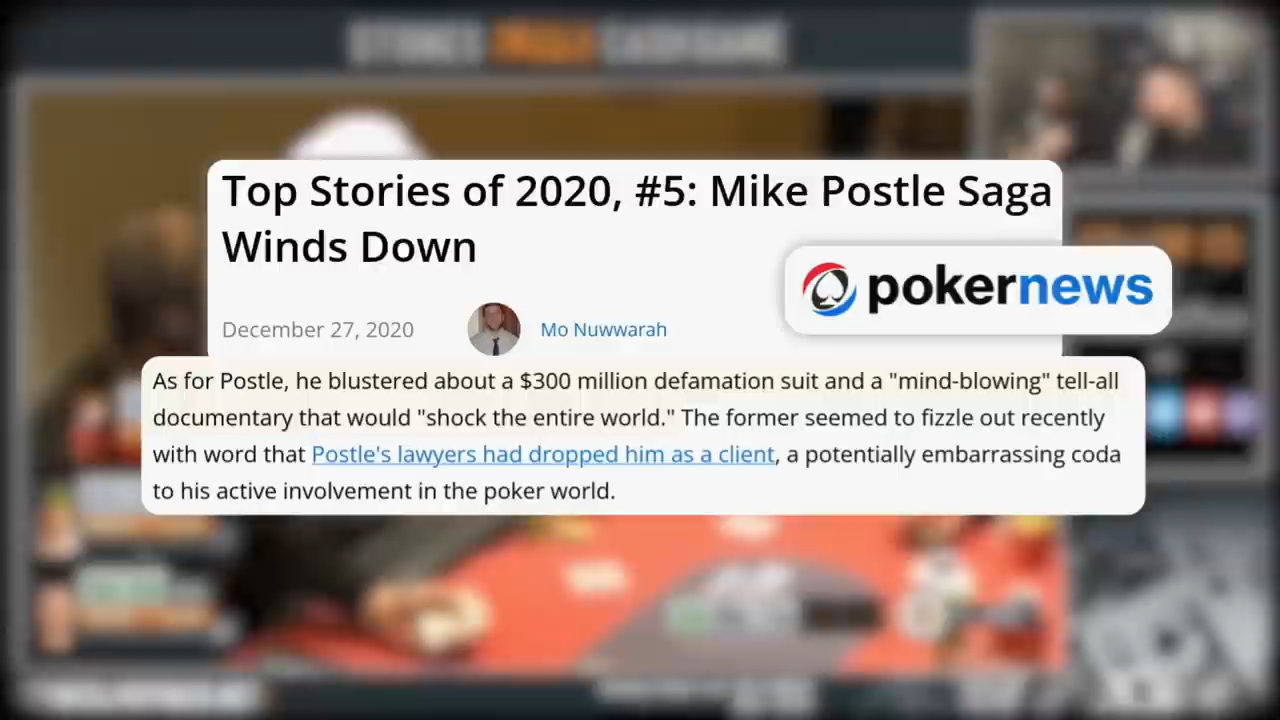 Top Stories of 2020, #5: Mike Postle Saga
Winds Down
pokernews
December 27, 2020
Mo Nuwwarah
As for Postle, he blustered about a $300 million defamation suit and a "mind-blowing" tell-all
documentary that would "shock the entire world." The former seemed to fizzle out recently
with word that Postle's lawyers had dropped him as a client, a potentially embarrassing coda
to his active involvement in the poker world.